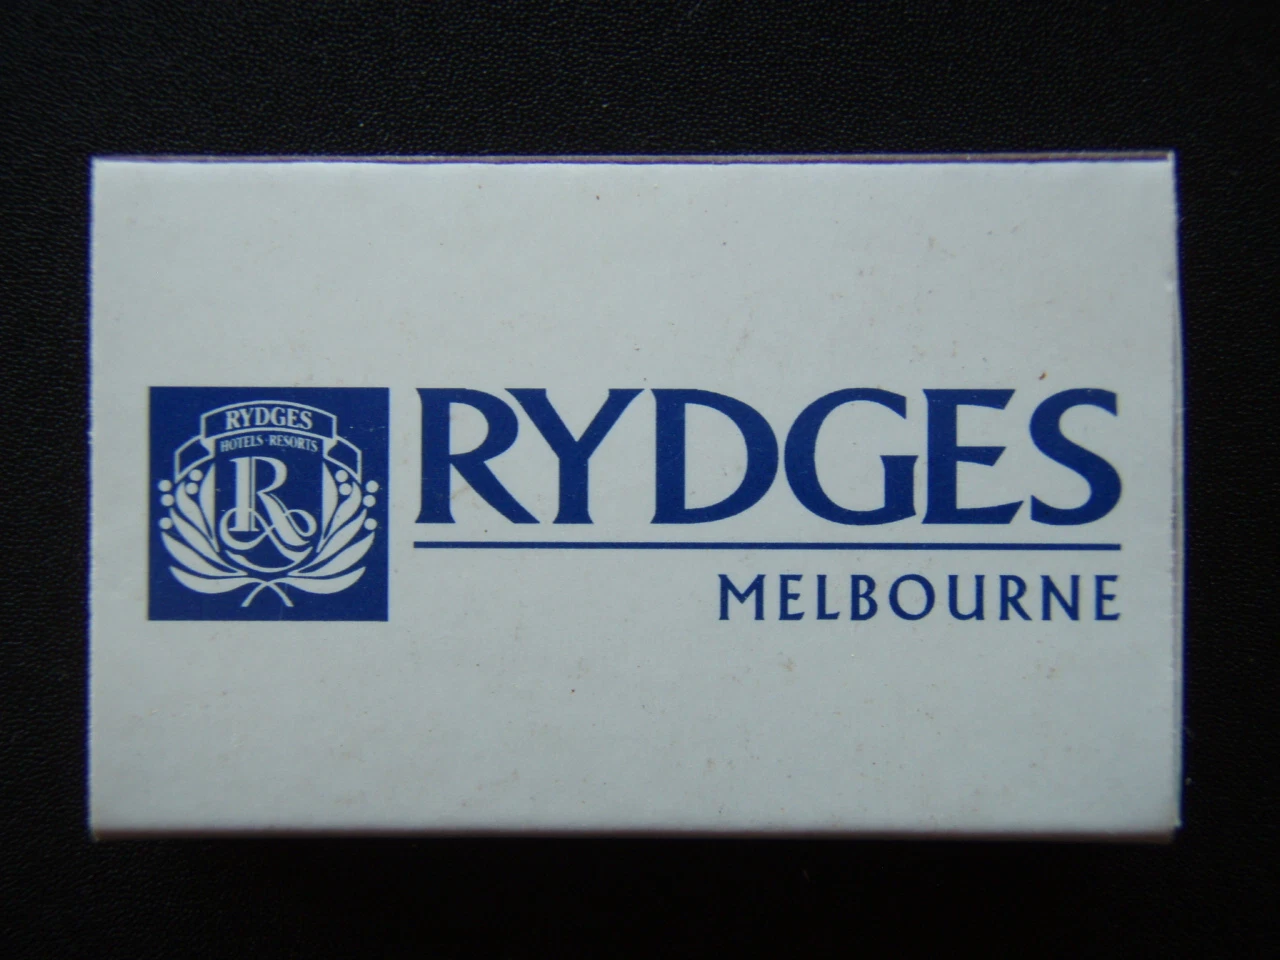 RYDGES
HOTELS · RESORTS
R
RYDGES
MELBOURNE